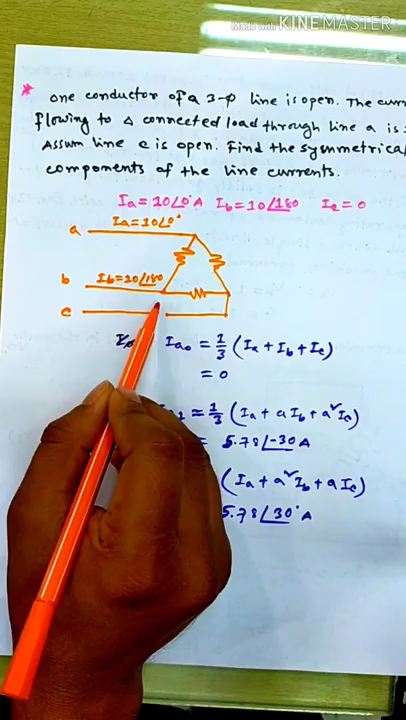 Made with KINEMASTER
* one conductor of a 3-φ line is open. The curr
flowing to Δ connected load through line a is
Assum line c is open. Find the symmetrical
components of the line currents.
Ia = 10∠0° A Ib = 10∠180 Ic = 0
Ia = 10∠0°
a
b Ib = 10∠180
c
Ia0 = 1/3 (Ia + Ib + Ic)
= 0
= 1/3 (Ia + aIb + a²Ic)
= 5.78∠-30 A
(Ia + a²Ib + aIc)
5.78∠30° A